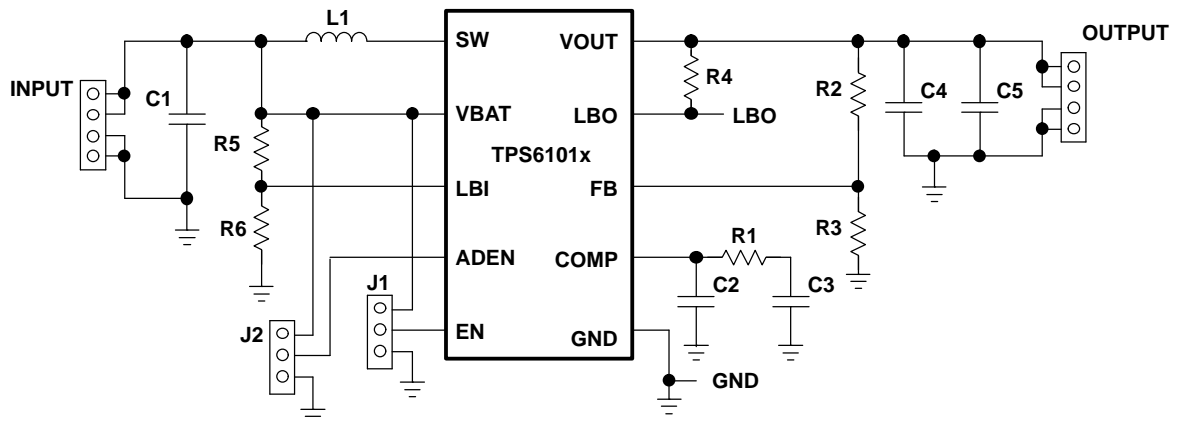 L1
SW
VOUT
OUTPUT
INPUT
C1
R4
R2
C4
C5
VBAT
LBO
LBO
R5
TPS6101x
LBI
FB
R6
R3
R1
ADEN
COMP
J1
C2
C3
J2
EN
GND
GND